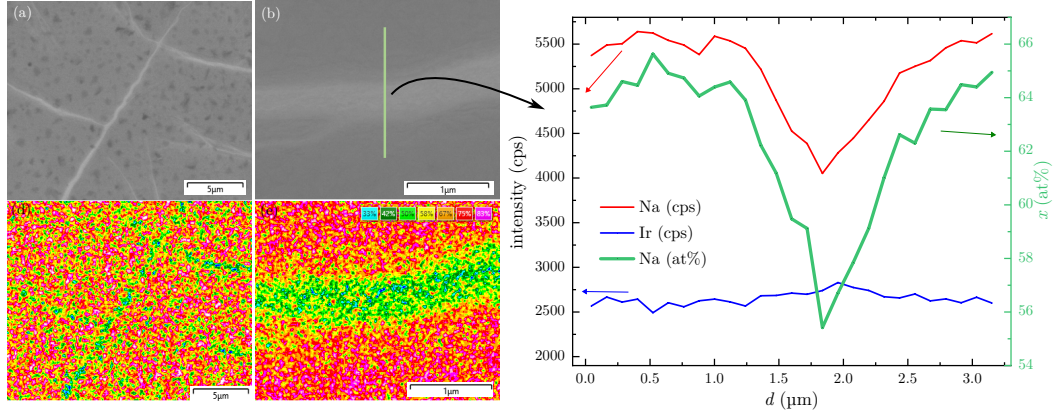 (a)
5μm
(b)
1μm
(d)
5μm
(c)
33% 42% 50% 58% 67% 75% 83%
1μm
intensity (cps)
5500
5000
4500
4000
3500
3000
2500
2000
0.0 0.5 1.0 1.5 2.0 2.5 3.0
d (μm)
Na (cps)
Ir (cps)
Na (at%)
66
64
62
60
58
56
54
x (at%)